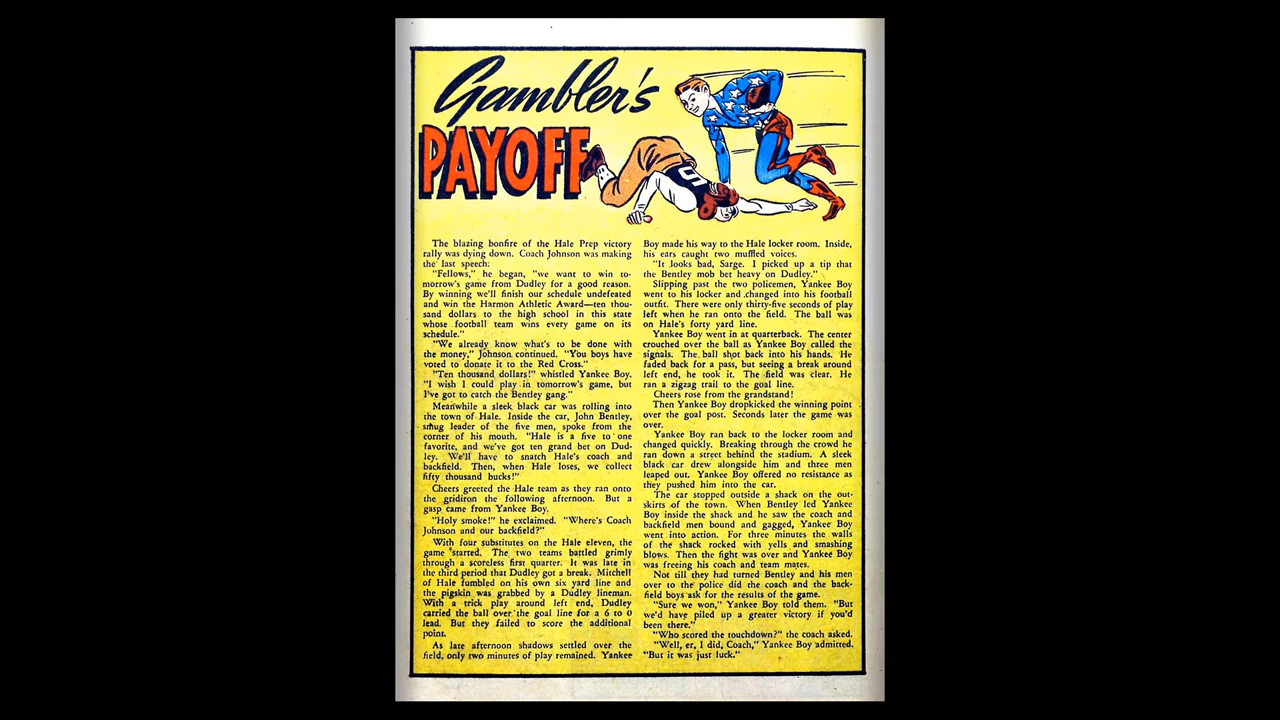 Gambler's
PAYOFF
5
The blazing bonfire of the Hale Prep victory
rally was dying down. Coach Johnson was making
the last speech:
"Fellows," he began, "we want to win to-
morrow's game from Dudley for a good reason.
By winning we'll finish our schedule undefeated
and win the Harmon Athletic Award—ten thou-
sand dollars to the high school in this state
whose football team wins every game on its
schedule."
"We already know what's to be done with
the money," Johnson continued. "You boys have
voted to donate it to the Red Cross."
"Ten thousand dollars!" whistled Yankee Boy.
"I wish I could play in tomorrow's game, but
I've got to catch the Bentley gang."
Meanwhile a sleek black car was rolling into
the town of Hale. Inside the car, John Bentley,
smug leader of the five men, spoke from the
corner of his mouth. "Hale is a five to one
favorite, and we've got ten grand bet on Dud-
ley. We'll have to snatch Hale's coach and
backfield. Then, when Hale loses, we collect
fifty thousand bucks!"
Cheers greeted the Hale team as they ran onto
the gridiron the following afternoon. But a
gasp came from Yankee Boy.
"Holy smoke!" he exclaimed. "Where's Coach
Johnson and our backfield?"
With four substitutes on the Hale eleven, the
game started. The two teams battled grimly
through a scoreless first quarter. It was late in
the third period that Dudley got a break. Mitchell
of Hale fumbled on his own six yard line and
the pigskin was grabbed by a Dudley lineman.
With a trick play around left end, Dudley
carried the ball over the goal line for a 6 to 0
lead. But they failed to score the additional
point.
As late afternoon shadows settled over the
field, only two minutes of play remained. Yankee
Boy made his way to the Hale locker room. Inside,
his ears caught two muffled voices.
"It looks bad, Sarge. I picked up a tip that
the Bentley mob bet heavy on Dudley."
Slipping past the two policemen, Yankee Boy
went to his locker and changed into his football
outfit. There were only thirty-five seconds of play
left when he ran onto the field. The ball was
on Hale's forty yard line.
Yankee Boy went in at quarterback. The center
crouched over the ball as Yankee Boy called the
signals. The ball shot back into his hands. He
faded back for a pass, but seeing a break around
left end, he took it. The field was clear. He
ran a zigzag trail to the goal line.
Cheers rose from the grandstand!
Then Yankee Boy dropkicked the winning point
over the goal post. Seconds later the game was
over.
Yankee Boy ran back to the locker room and
changed quickly. Breaking through the crowd he
ran down a street behind the stadium. A sleek
black car drew alongside him and three men
leaped out. Yankee Boy offered no resistance as
they pushed him into the car.
The car stopped outside a shack on the out-
skirts of the town. When Bentley led Yankee
Boy inside the shack and he saw the coach and
backfield men bound and gagged, Yankee Boy
went into action. For three minutes the walls
of the shack rocked with yells and smashing
blows. Then the fight was over and Yankee Boy
was freeing his coach and team mates.
Not till they had turned Bentley and his men
over to the police did the coach and the back-
field boys ask for the results of the game.
"Sure we won," Yankee Boy told them. "But
we'd have piled up a greater victory if you'd
been there."
"Who scored the touchdown?" the coach asked.
"Well, er, I did, Coach," Yankee Boy admitted.
"But it was just luck."